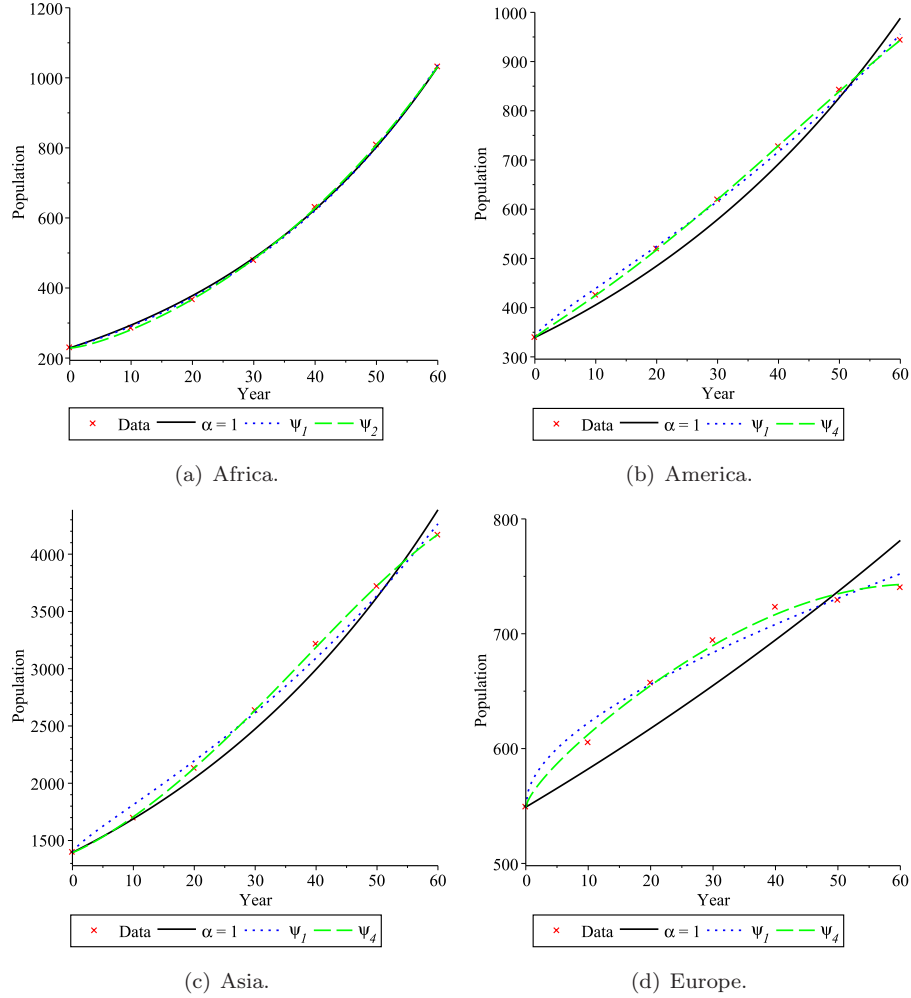 1200
1000
800
600
400
200
Population
0 10 20 30 40 50 60
Year
Data α = 1 ψ1 ψ2
(a) Africa.
1000
900
800
700
600
500
400
300
Population
0 10 20 30 40 50 60
Year
Data α = 1 ψ1 ψ4
(b) America.
4000
3500
3000
2500
2000
1500
Population
0 10 20 30 40 50 60
Year
Data α = 1 ψ1 ψ4
(c) Asia.
800
700
600
500
Population
0 10 20 30 40 50 60
Year
Data α = 1 ψ1 ψ4
(d) Europe.